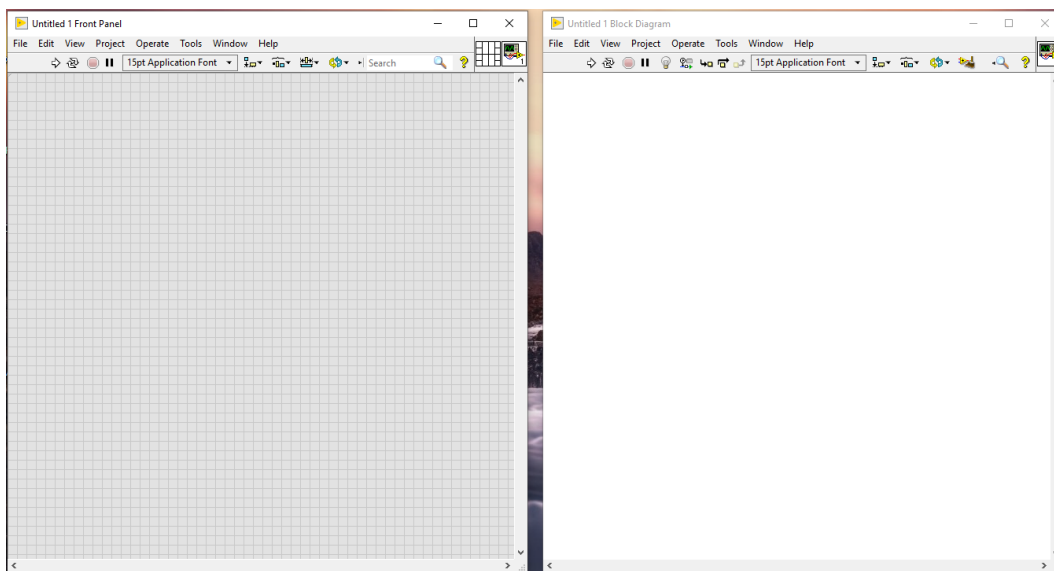 Untitled 1 Front Panel
File Edit View Project Operate Tools Window Help
15pt Application Font
Search
1
Untitled 1 Block Diagram
File Edit View Project Operate Tools Window Help
15pt Application Font